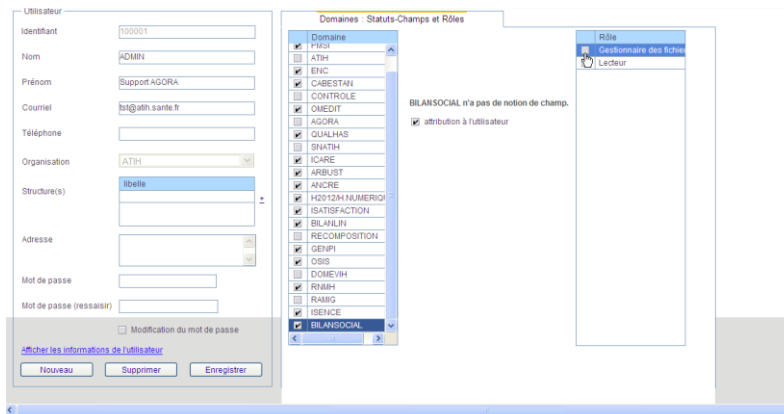 Utilisateur
Identifiant 100001
Nom ADMIN
Prénom Support AGORA
Courriel tst@atih.sante.fr
Téléphone
Organisation ATIH
Structure(s) libelle
+
Adresse
Mot de passe
Mot de passe (ressaisir)
Modification du mot de passe
Afficher les informations de l'utilisateur
Nouveau Supprimer Enregistrer
Domaines : Statuts-Champs et Rôles
Domaine
PMSI
ATIH
ENC
CABESTAN
CONTROLE
OMEDIT
AGORA
QUALHAS
SNATIH
ICARE
ARBUST
ANCRE
H2012/H.NUMERIQ
ISATISFACTION
BILANLIN
RECOMPOSITION
GENPI
OSIS
DOMEVIH
RNMH
RAMIG
ISENCE
BILANSOCIAL
BILANSOCIAL n'a pas de notion de champ.
attribution à l'utilisateur
Rôle
Gestionnaire des fichie
Lecteur